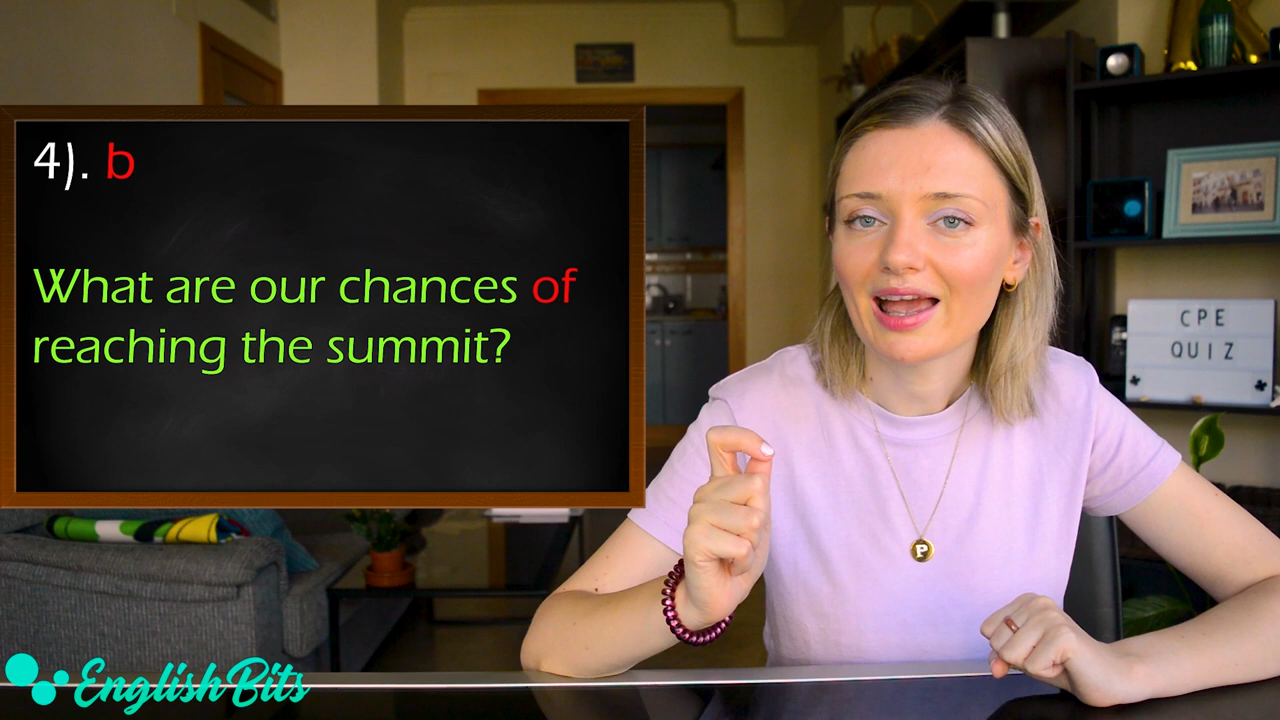 4). b
What are our chances of
reaching the summit?
CPE
QUIZ
P
EnglishBits